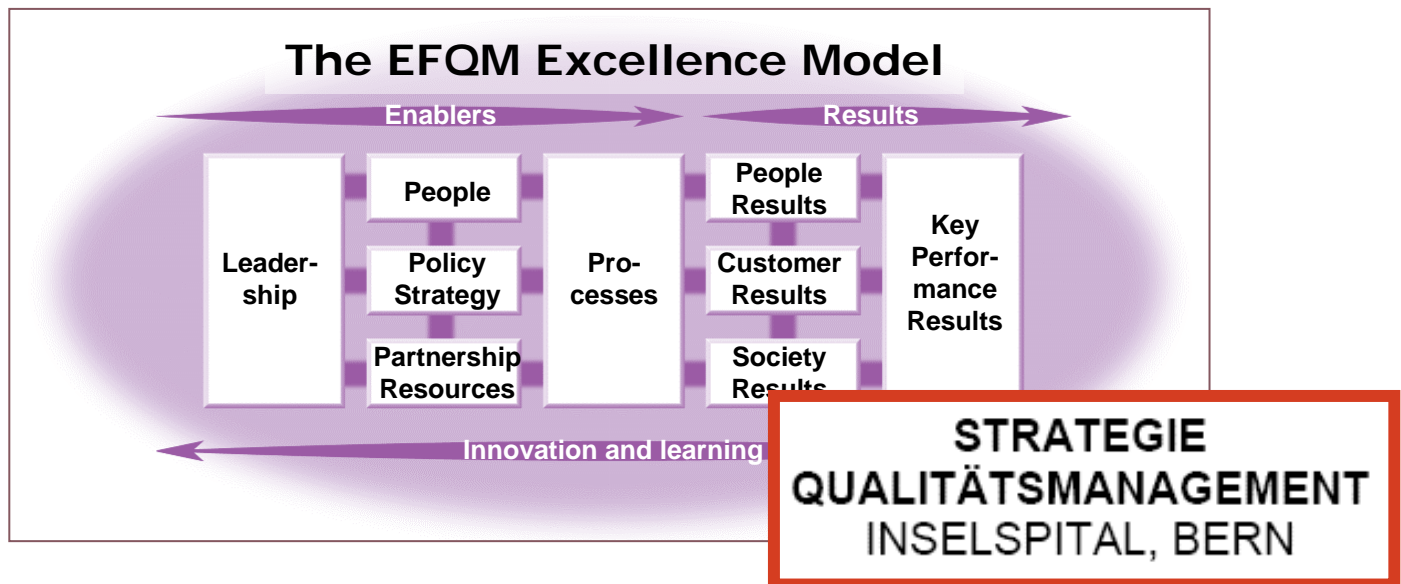 The EFQM Excellence Model
Enablers
Results
Leader-
ship
People
Policy
Strategy
Partnership
Resources
Pro-
cesses
People
Results
Customer
Results
Society
Results
Key
Perfor-
mance
Results
Innovation and learning
STRATEGIE
QUALITÄTSMANAGEMENT
INSELSPITAL, BERN